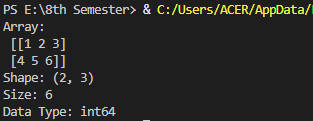 PS E:\8th Semester> & C:/Users/ACER/AppData/
Array:
 [[1 2 3]
 [4 5 6]]
Shape: (2, 3)
Size: 6
Data Type: int64